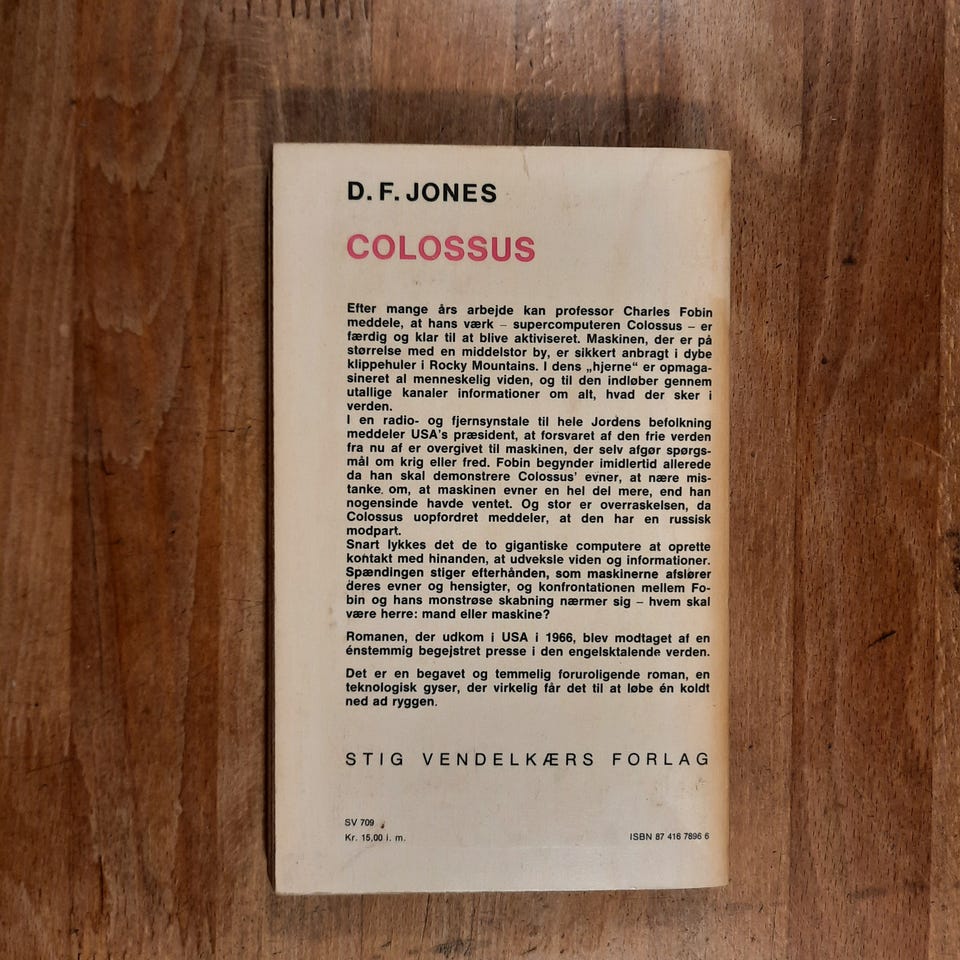 D. F. JONES
COLOSSUS
Efter mange års arbejde kan professor Charles Fobin
meddele, at hans værk – supercomputeren Colossus – er
færdig og klar til at blive aktiviseret. Maskinen, der er på
størrelse med en middelstor by, er sikkert anbragt i dybe
klippehuler i Rocky Mountains. I dens „hjerne“ er opmaga-
sineret al menneskelig viden, og til den indløber gennem
utallige kanaler informationer om alt, hvad der sker i
verden.
I en radio- og fjernsynstale til hele Jordens befolkning
meddeler USA's præsident, at forsvaret af den frie verden
fra nu af er overgivet til maskinen, der selv afgør spørgs-
mål om krig eller fred. Fobin begynder imidlertid allerede
da han skal demonstrere Colossus' evner, at nære mis-
tanke om, at maskinen evner en hel del mere, end han
nogensinde havde ventet. Og stor er overraskelsen, da
Colossus uopfordret meddeler, at den har en russisk
modpart.
Snart lykkes det de to gigantiske computere at oprette
kontakt med hinanden, at udveksle viden og informationer.
Spændingen stiger efterhånden, som maskinerne afslører
deres evner og hensigter, og konfrontationen mellem Fo-
bin og hans monstrøse skabning nærmer sig – hvem skal
være herre: mand eller maskine?
Romanen, der udkom i USA i 1966, blev modtaget af en
énstemmig begejstret presse i den engelsktalende verden.
Det er en begavet og temmelig foruroligende roman, en
teknologisk gyser, der virkelig får det til at løbe én koldt
ned ad ryggen.
STIG VENDELKÆRS FORLAG
SV 709
Kr. 15,00 i. m.
ISBN 87 416 7896 6